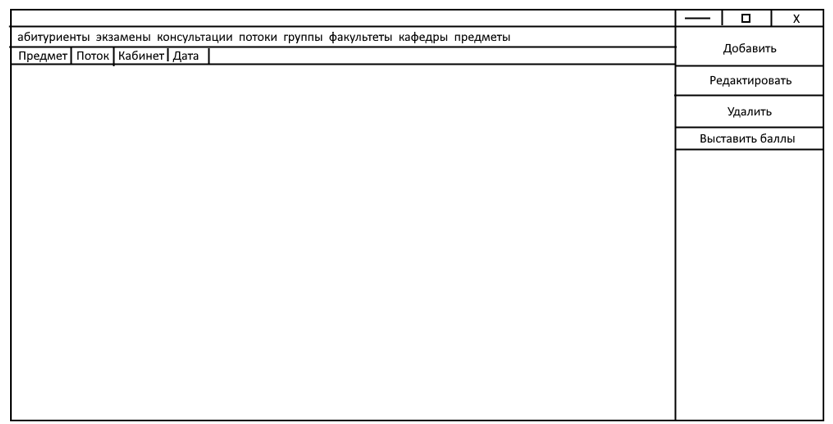 X
абитуриенты экзамены консультации потоки группы факультеты кафедры предметы
Предмет Поток Кабинет Дата
Добавить
Редактировать
Удалить
Выставить баллы